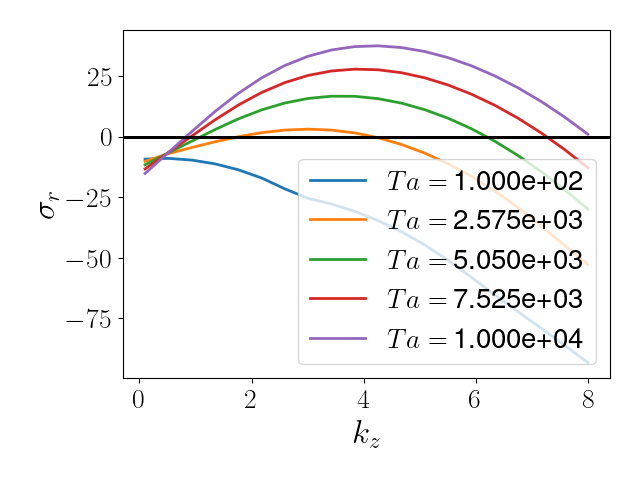 σ_r
25
0
−25
−50
−75
Ta = 1.000e+02
Ta = 2.575e+03
Ta = 5.050e+03
Ta = 7.525e+03
Ta = 1.000e+04
0 2 4 6 8
k_z